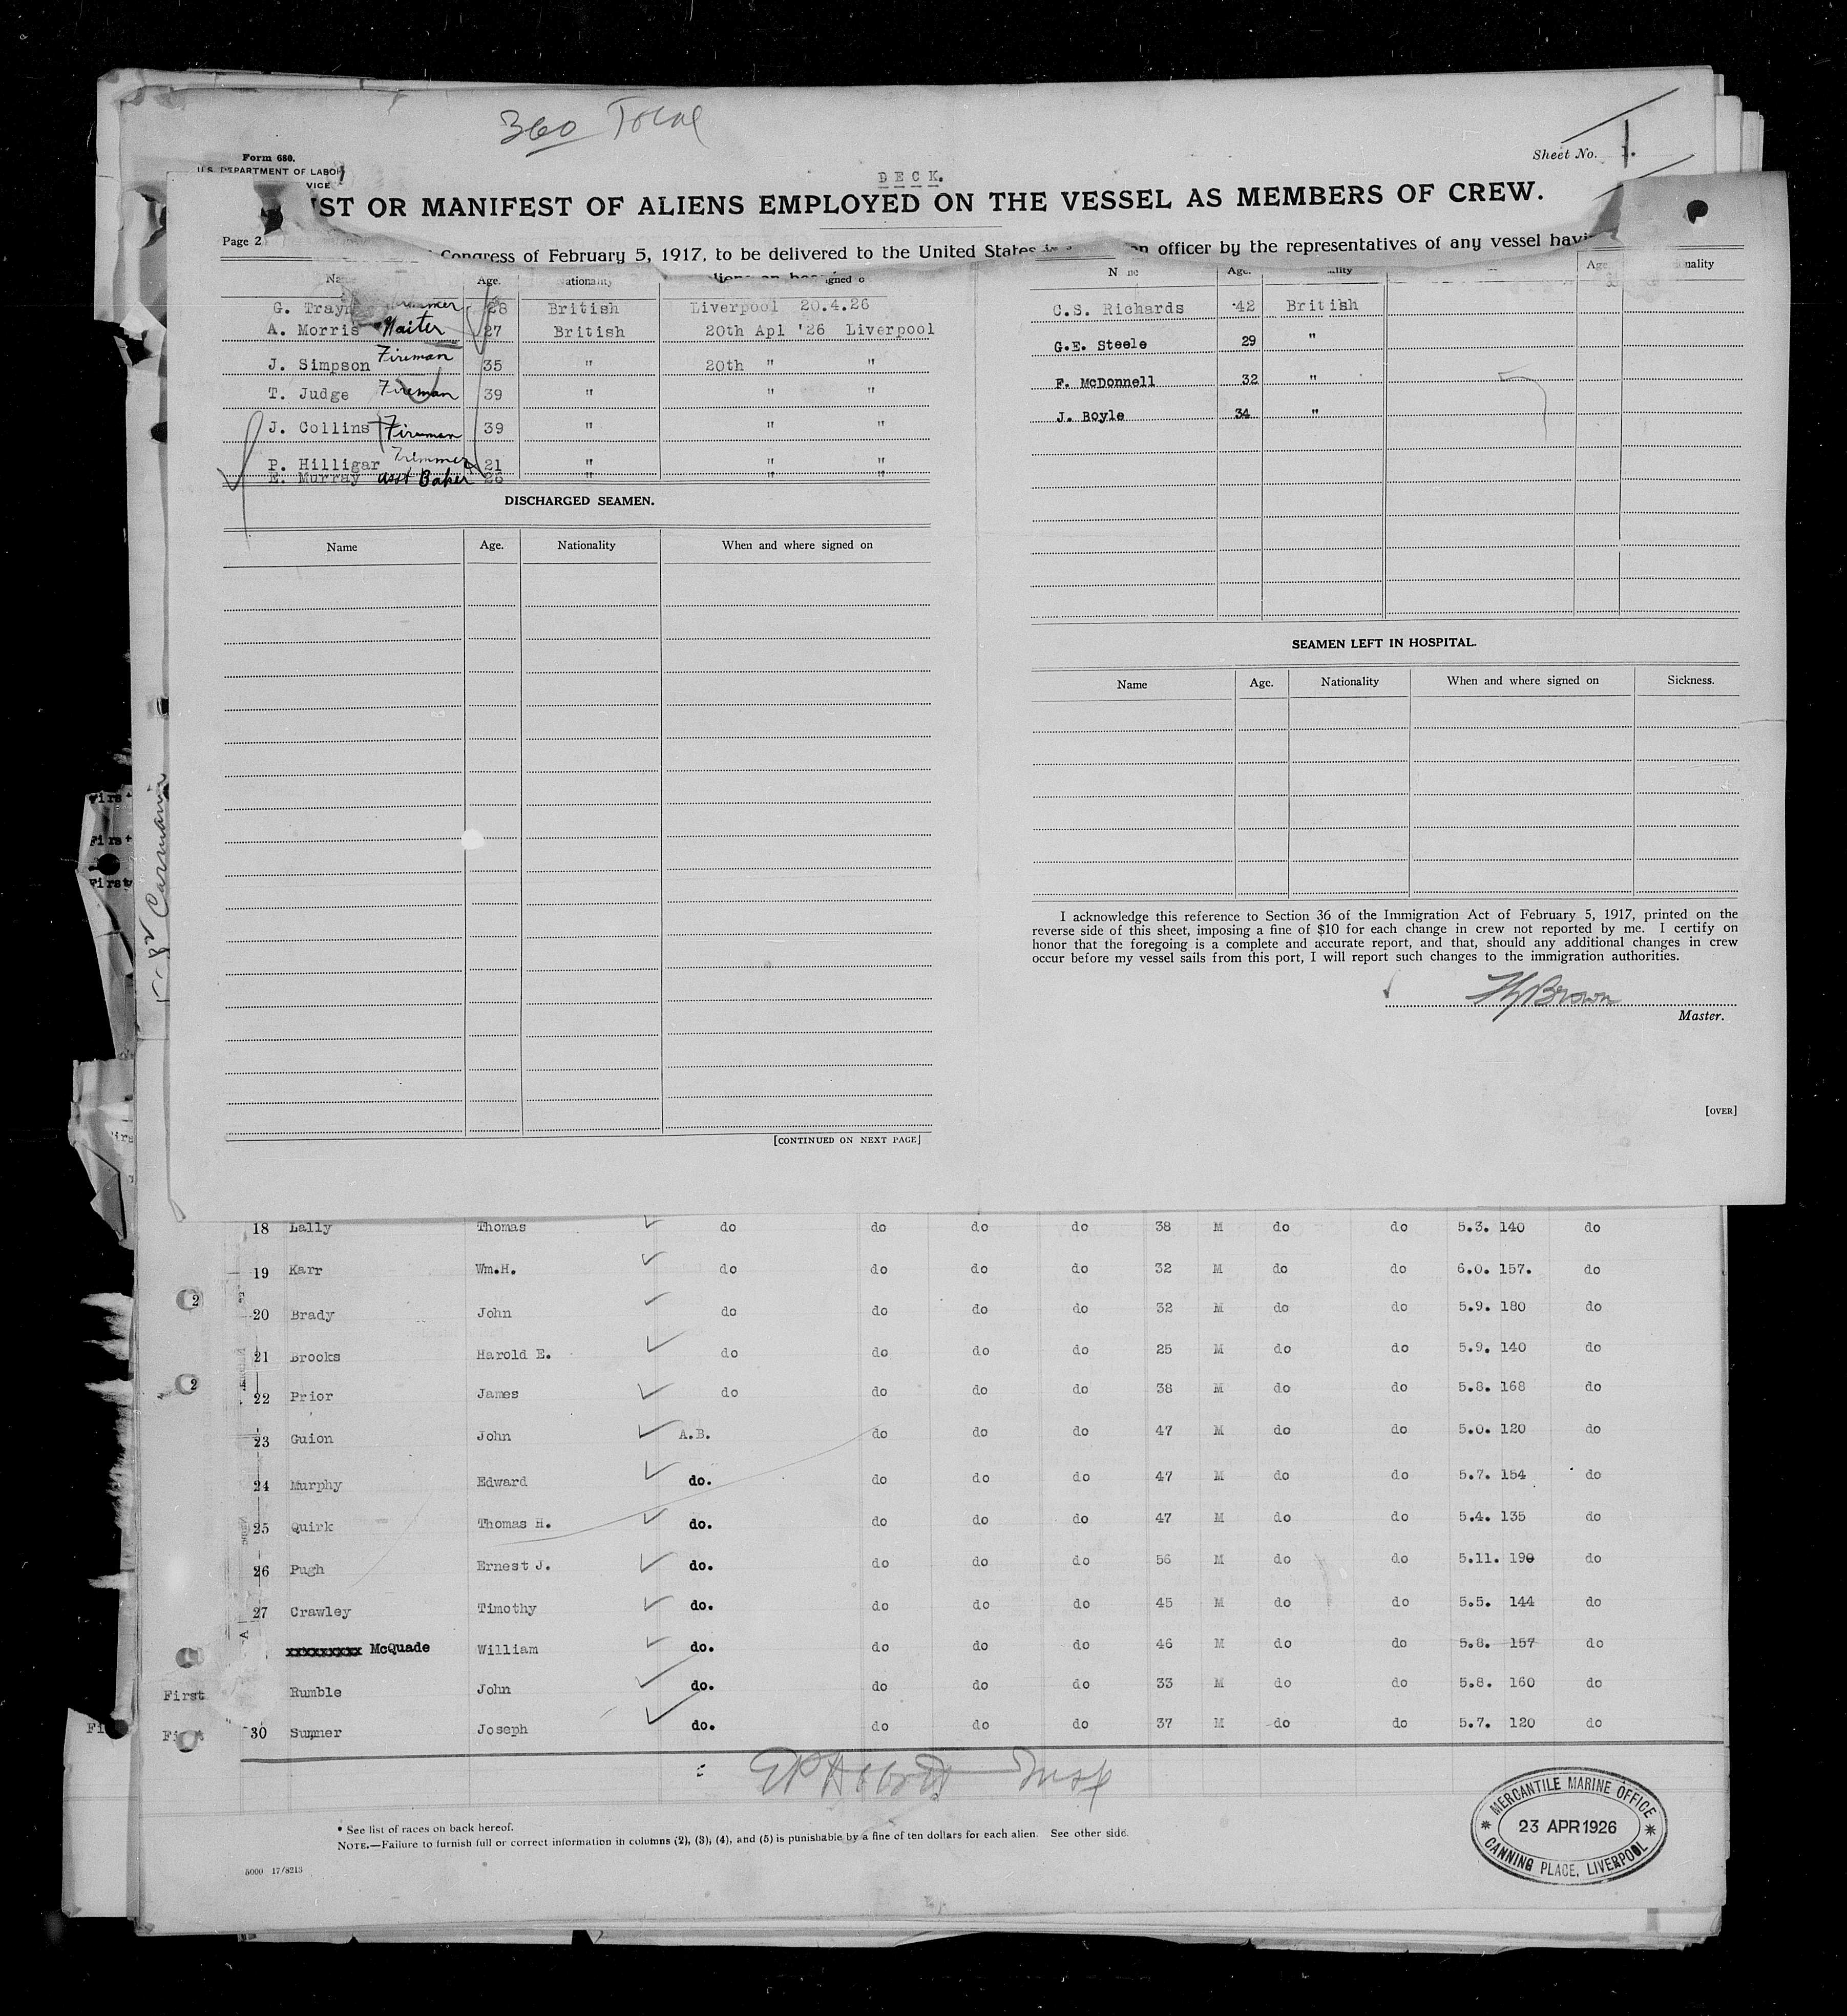 360 Total
Form 680.
U.S. DEPARTMENT OF LABOR
VICE
Sheet No. 1.
DECK.
ST OR MANIFEST OF ALIENS EMPLOYED ON THE VESSEL AS MEMBERS OF CREW.
Page 2
Congress of February 5, 1917, to be delivered to the United States officer by the representatives of any vessel
Age.
G. Trayn Trimmer 28 British Liverpool 20.4.26
A. Morris Waiter 27 British 20th Apl '26 Liverpool
J. Simpson Fireman 35 " 20th " "
T. Judge Fireman 39 " " "
J. Collins Fireman 39 " " "
P. Hilligar Trimmer 21 " " "
E. Murray asst Baker 26 " " "
DISCHARGED SEAMEN.
Name Age. Nationality When and where signed on
[CONTINUED ON NEXT PAGE]
Age.
C.S. Richards 42 British
G.E. Steele 29 "
F. McDonnell 32 "
J. Boyle 34 "
SEAMEN LEFT IN HOSPITAL.
Name Age. Nationality When and where signed on Sickness.
I acknowledge this reference to Section 36 of the Immigration Act of February 5, 1917, printed on the
reverse side of this sheet, imposing a fine of $10 for each change in crew not reported by me. I certify on
honor that the foregoing is a complete and accurate report, and that, should any additional changes in crew
occur before my vessel sails from this port, I will report such changes to the immigration authorities.
Brown
Master.
[OVER]
Carmania
First
First
18 Lally Thomas do do do do 38 M do do 5.3. 140 do
19 Karr Wm.H. do do do do 32 M do do 6.0. 157. do
20 Brady John do do do do 32 M do do 5.9. 180 do
21 Brooks Harold E. do do do do 25 M do do 5.9. 140 do
22 Prior James do do do do 38 M do do 5.8. 168 do
23 Guion John A.B. do do do 47 M do do 5.0. 120 do
24 Murphy Edward do. do do do 47 M do do 5.7. 154 do
25 Quirk Thomas H. do. do do do 47 M do do 5.4. 135 do
26 Pugh Ernest J. do. do do do 56 M do do 5.11. 190 do
27 Crawley Timothy do. do do do 45 M do do 5.5. 144 do
xxxxxxxxx McQuade William do. do do do 46 M do do 5.8. 157 do
First Rumble John do. do do do 33 M do do 5.8. 160 do
30 Sumner Joseph do. do do do 37 M do do 5.7. 120 do
* See list of races on back hereof.
NOTE.—Failure to furnish full or correct information in columns (2), (3), (4), and (5) is punishable by a fine of ten dollars for each alien. See other side.
5000 17/8213
MERCANTILE MARINE OFFICE
23 APR 1926
CANNING PLACE, LIVERPOOL